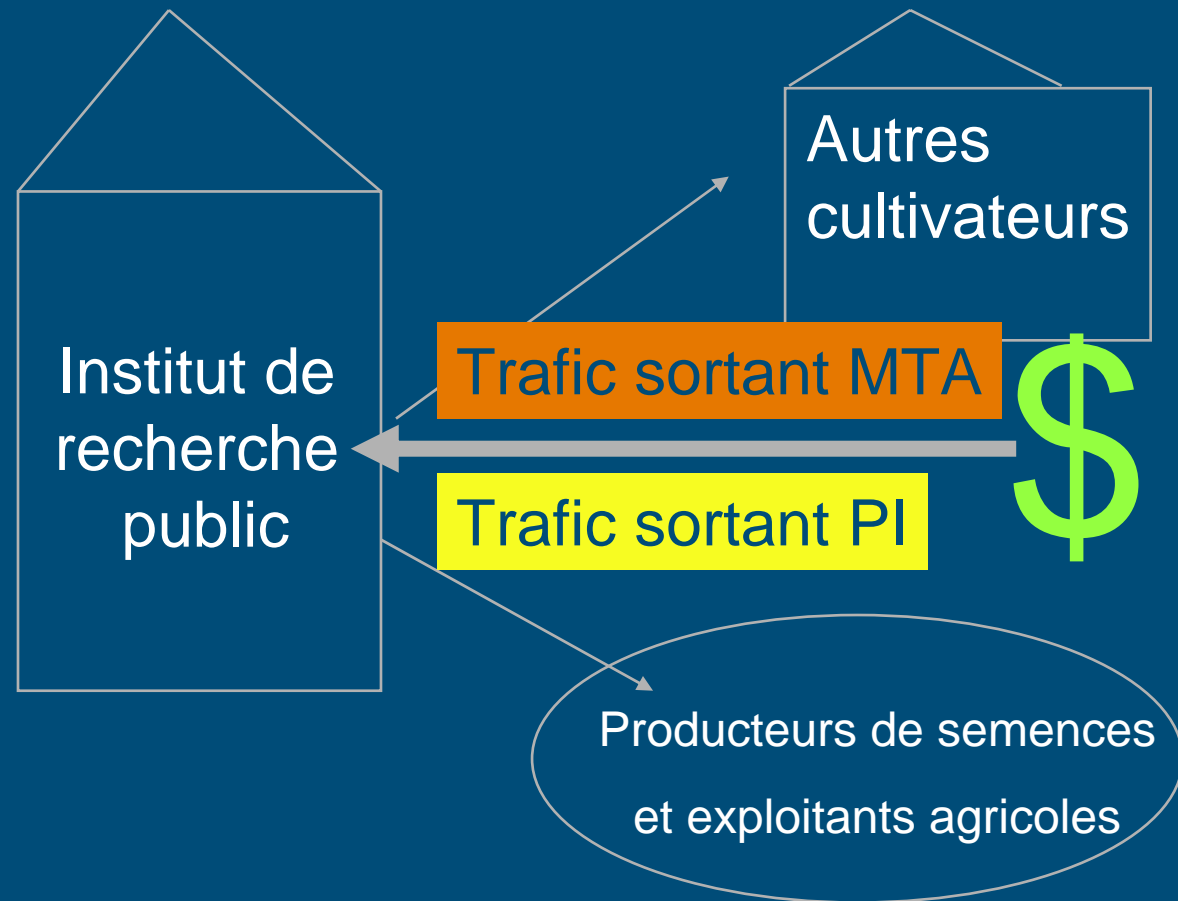 Autres
cultivateurs
Institut de
recherche
public
Trafic sortant MTA
$
Trafic sortant PI
Producteurs de semences
et exploitants agricoles